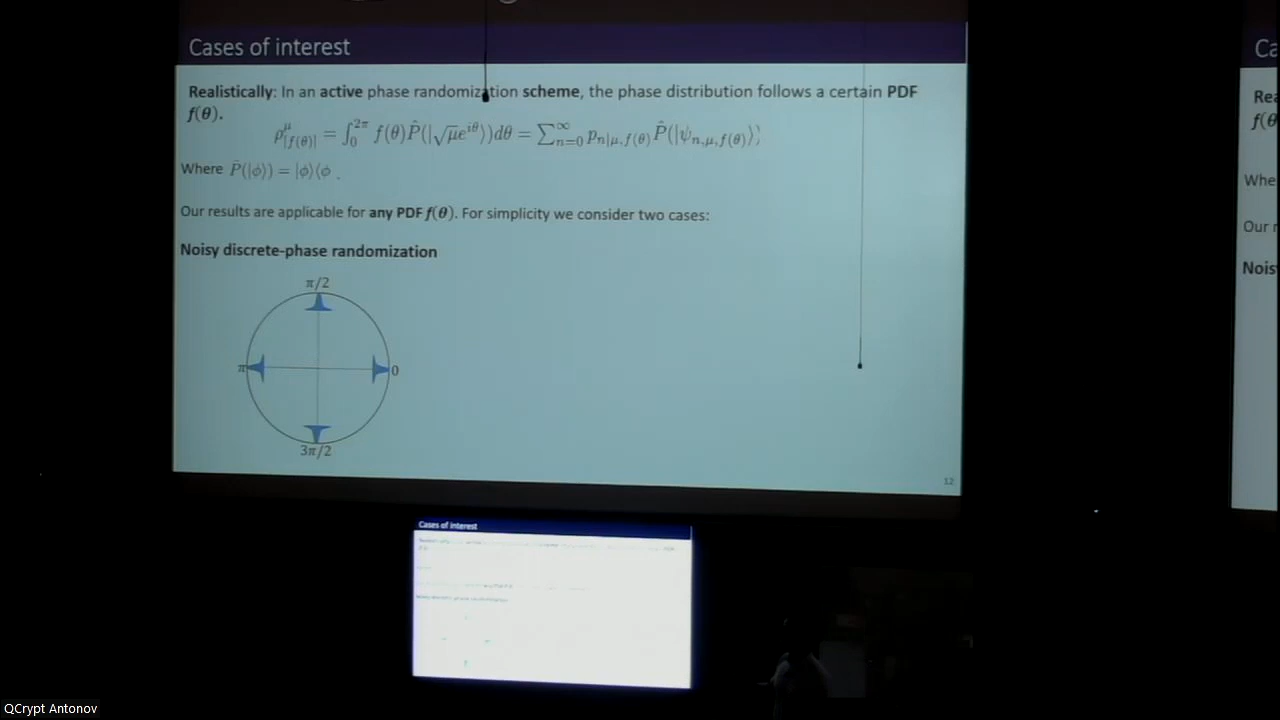 Cases of interest
Realistically: In an active phase randomization scheme, the phase distribution follows a certain PDF
f(θ).
ρ^μ_[f(θ)] = ∫_0^{2π} f(θ)P̂(|√μe^{iθ}⟩)dθ = ∑_{n=0}^∞ p_{n|μ,f(θ)} P̂(|ψ_{n,μ,f(θ)}⟩)
Where P̂(|ϕ⟩) = |ϕ⟩⟨ϕ
Our results are applicable for any PDF f(θ). For simplicity we consider two cases:
Noisy discrete-phase randomization
π/2
π
0
3π/2
12
Ca
Rea
f(θ
Whe
Our r
Nois
Cases of interest
QCrypt Antonov